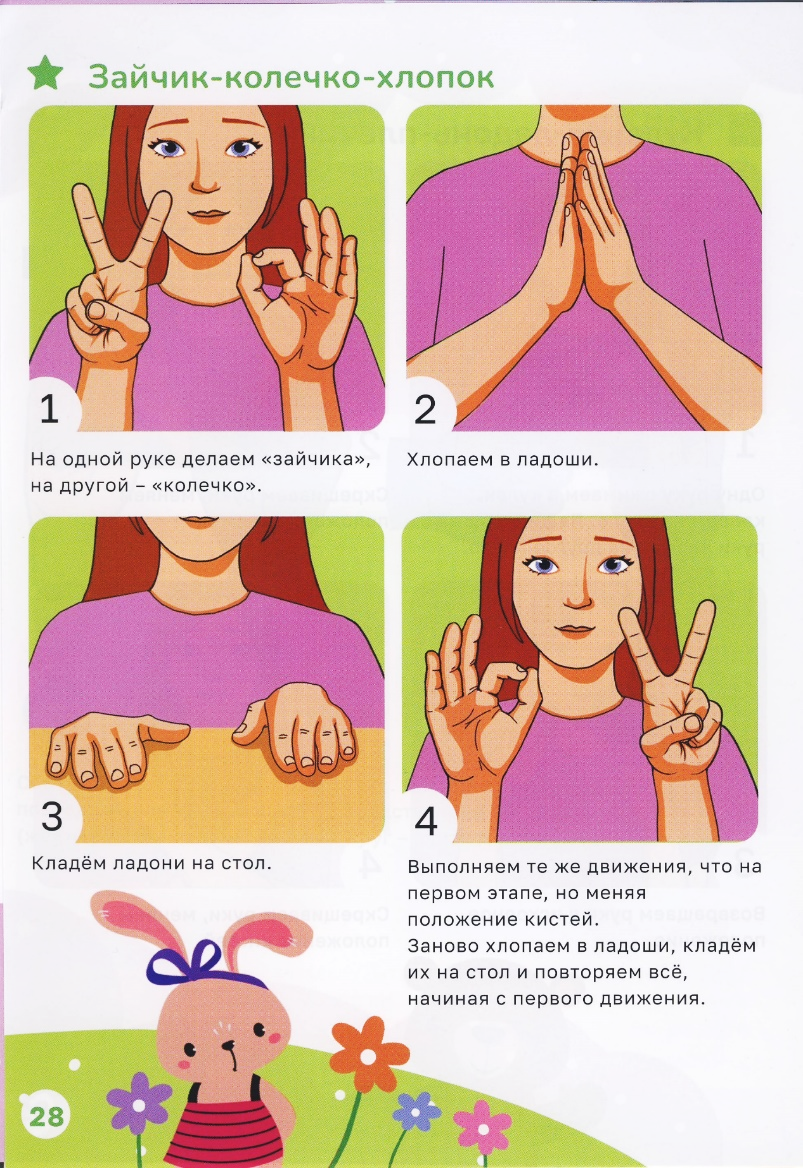 Зайчик-колечко-хлопок
1
На одной руке делаем «зайчика»,
на другой – «колечко».
2
Хлопаем в ладоши.
3
Кладём ладони на стол.
4
Выполняем те же движения, что на
первом этапе, но меняя
положение кистей.
Заново хлопаем в ладоши, кладём
их на стол и повторяем всё,
начиная с первого движения.
28